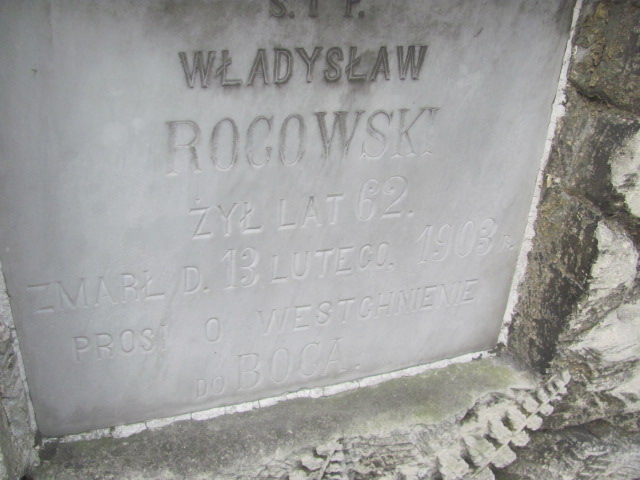 Ś. † P.
WŁADYSŁAW
ROGOWSKI
ŻYŁ LAT 62.
ZMARŁ D. 13 LUTEGO, 1903 r.
PROSI O WESTCHNIENIE
DO BOGA.